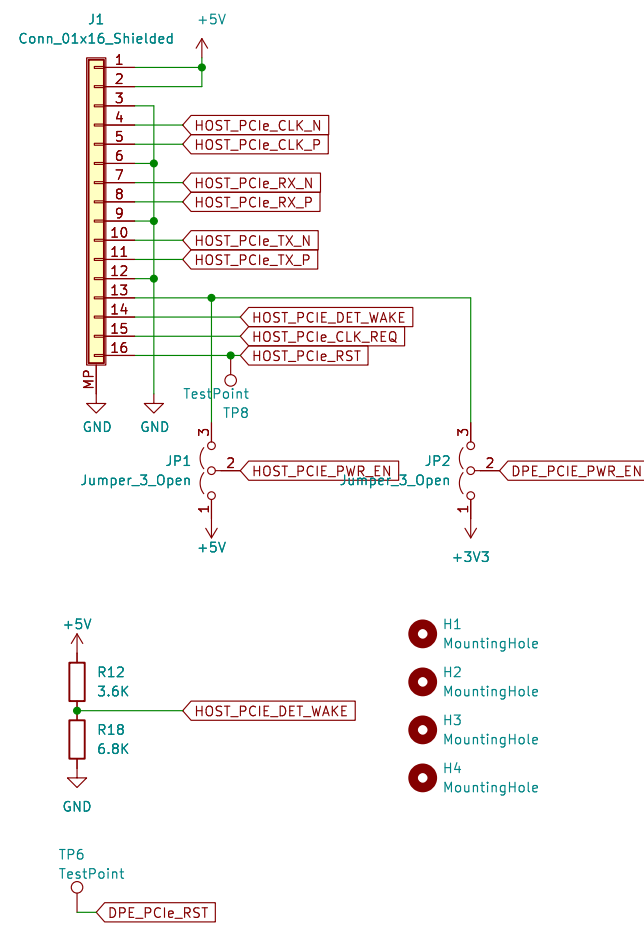 J1
Conn_01x16_Shielded
+5V
1
2
3
4
HOST_PCIe_CLK_N
5
HOST_PCIe_CLK_P
6
7
HOST_PCIe_RX_N
8
HOST_PCIe_RX_P
9
10
HOST_PCIe_TX_N
11
HOST_PCIe_TX_P
12
13
14
HOST_PCIE_DET_WAKE
15
HOST_PCIe_CLK_REQ
16
HOST_PCIe_RST
MP
TestPoint
TP8
GND
GND
3
JP1
Jumper_3_Open
2
HOST_PCIE_PWR_EN
1
+5V
3
JP2
Jumper_3_Open
2
DPE_PCIE_PWR_EN
1
+3V3
+5V
R12
3.6K
HOST_PCIE_DET_WAKE
R18
6.8K
GND
H1
MountingHole
H2
MountingHole
H3
MountingHole
H4
MountingHole
TP6
TestPoint
DPE_PCIe_RST